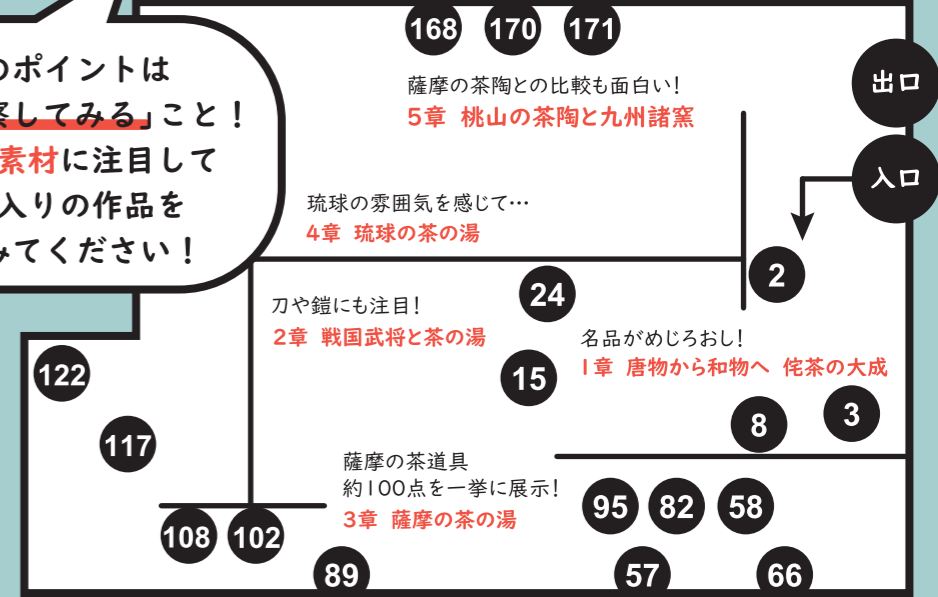 のポイントは
察してみる」こと！
素材に注目して
入りの作品を
みてください！
168 170 171
薩摩の茶陶との比較も面白い！
5章 桃山の茶陶と九州諸窯
出口
入口
琉球の雰囲気を感じて…
4章 琉球の茶の湯
2
24
刀や鎧にも注目！
2章 戦国武将と茶の湯
名品がめじろおし！
1章 唐物から和物へ 侘茶の大成
15
122
3
8
117
薩摩の茶道具
約100点を一挙に展示！
3章 薩摩の茶の湯
95 82 58
108 102
89
57
66